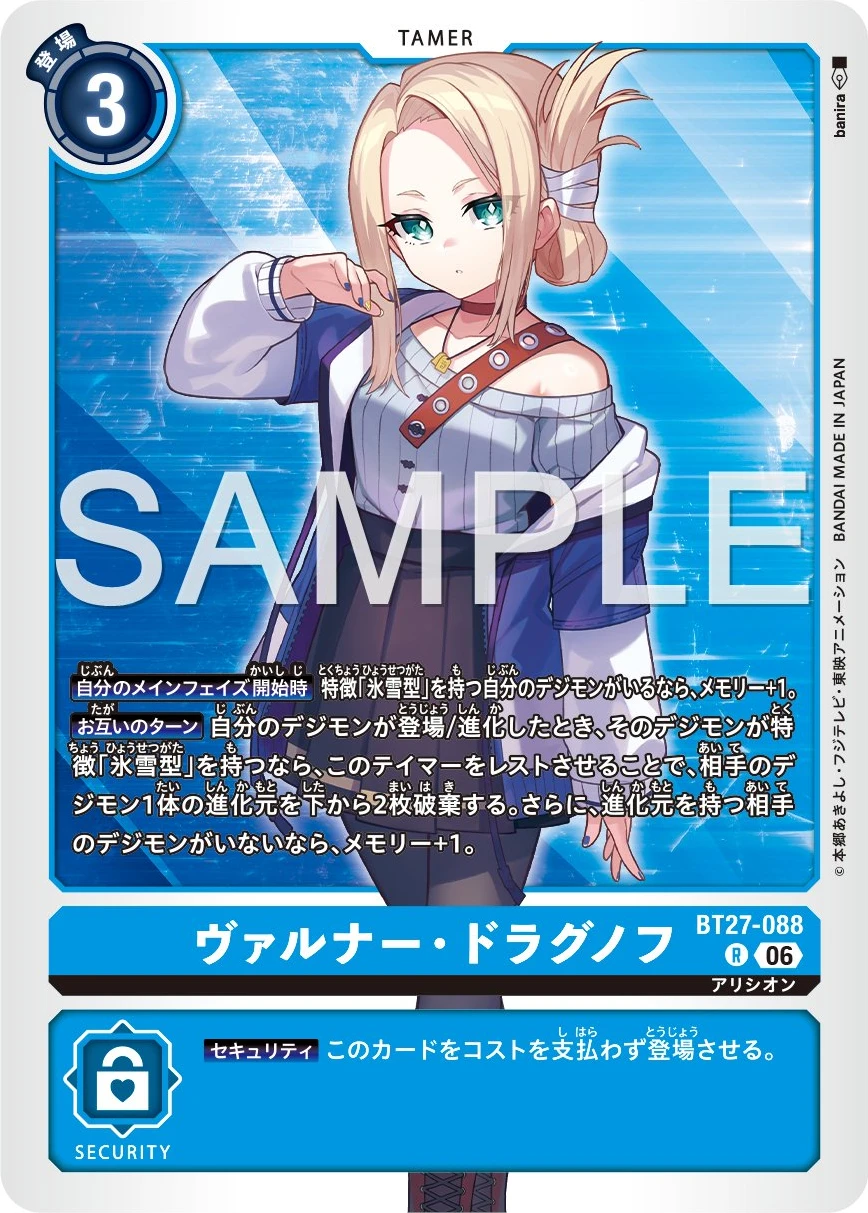 TAMER
登場
3
banira
SAMPLE
自分のメインフェイズ開始時 特徴「氷雪型」を持つ自分のデジモンがいるなら、メモリー+1。
お互いのターン 自分のデジモンが登場/進化したとき、そのデジモンが特
徴「氷雪型」を持つなら、このテイマーをレストさせることで、相手のデ
ジモン1体の進化元を下から2枚破棄する。さらに、進化元を持つ相手
のデジモンがいないなら、メモリー+1。
©本郷あきよし・フジテレビ・東映アニメーション BANDAI MADE IN JAPAN
ヴァルナー・ドラグノフ
BT27-088
R 06
アリシオン
セキュリティ このカードをコストを支払わず登場させる。
SECURITY